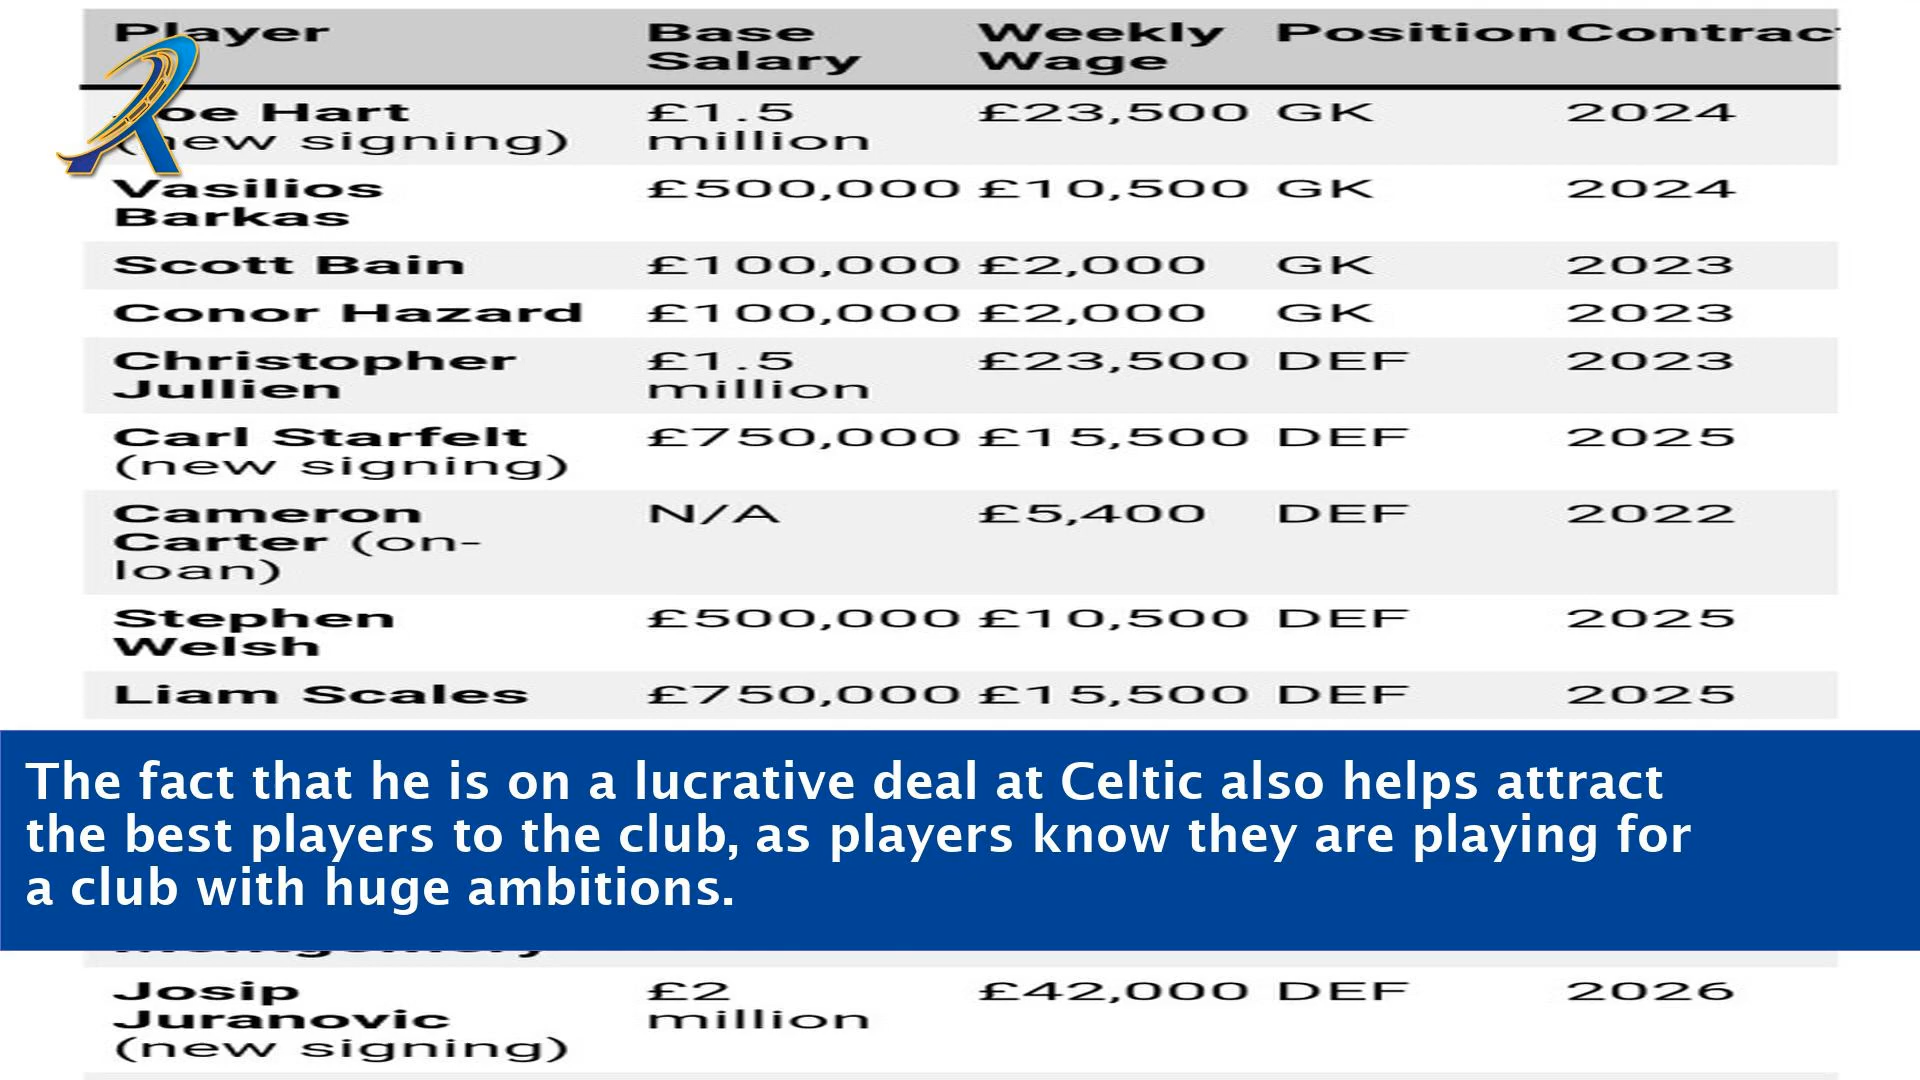 Player Base Weekly Position Contrac
Salary Wage
oe Hart £1.5 £23,500 GK 2024
(new signing) million
Vasilios £500,000 £10,500 GK 2024
Barkas
Scott Bain £100,000 £2,000 GK 2023
Conor Hazard £100,000 £2,000 GK 2023
Christopher £1.5 £23,500 DEF 2023
Jullien million
Carl Starfelt £750,000 £15,500 DEF 2025
(new signing)
Cameron N/A £5,400 DEF 2022
Carter (on-
loan)
Stephen £500,000 £10,500 DEF 2025
Welsh
Liam Scales £750,000 £15,500 DEF 2025
The fact that he is on a lucrative deal at Celtic also helps attract
the best players to the club, as players know they are playing for
a club with huge ambitions.
Josip £2 £42,000 DEF 2026
Juranovic million
(new signing)